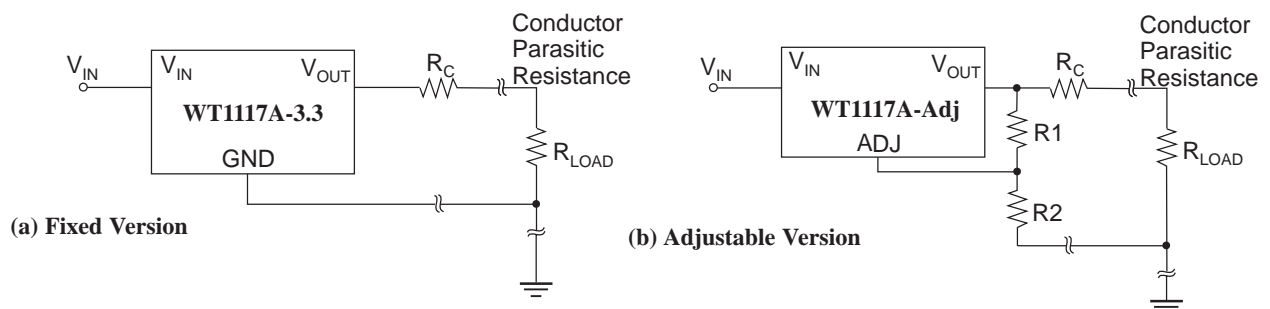 Conductor
Parasitic
Resistance
V_IN
V_IN
V_OUT
R_C
WT1117A-3.3
GND
R_LOAD
(a) Fixed Version
Conductor
Parasitic
Resistance
V_IN
V_IN
V_OUT
R_C
WT1117A-Adj
ADJ
R1
R_LOAD
R2
(b) Adjustable Version